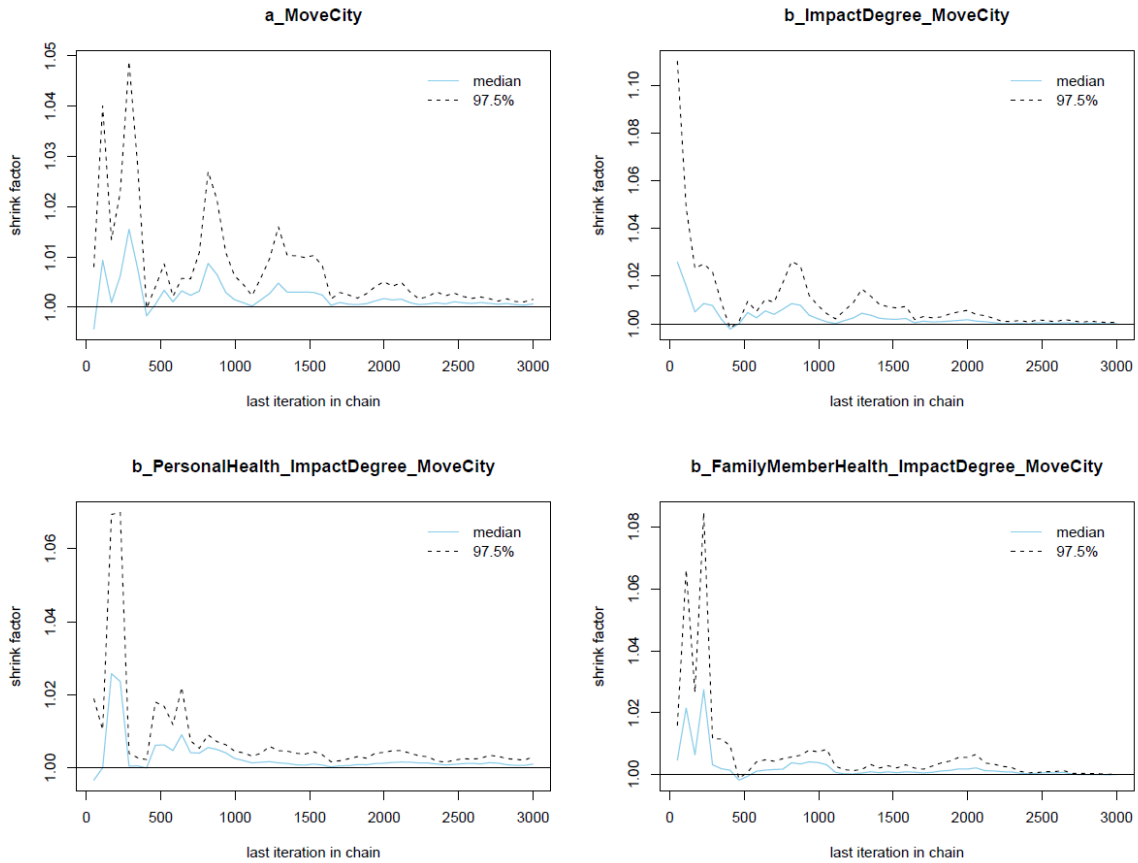 a_MoveCity
shrink factor
1.00 1.01 1.02 1.03 1.04 1.05
median
97.5%
0 500 1000 1500 2000 2500 3000
last iteration in chain
b_ImpactDegree_MoveCity
shrink factor
1.00 1.02 1.04 1.06 1.08 1.10
median
97.5%
0 500 1000 1500 2000 2500 3000
last iteration in chain
b_PersonalHealth_ImpactDegree_MoveCity
shrink factor
1.00 1.02 1.04 1.06
median
97.5%
0 500 1000 1500 2000 2500 3000
last iteration in chain
b_FamilyMemberHealth_ImpactDegree_MoveCity
shrink factor
1.00 1.02 1.04 1.06 1.08
median
97.5%
0 500 1000 1500 2000 2500 3000
last iteration in chain